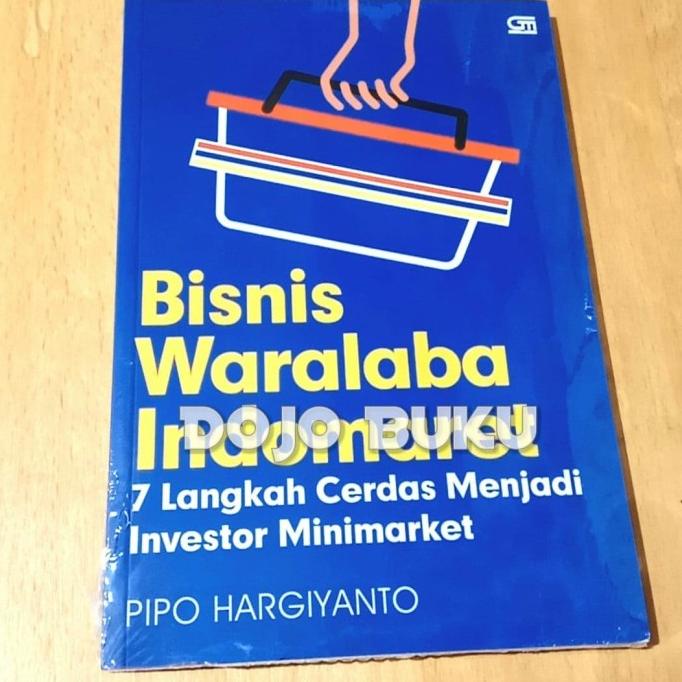 Bisnis
Waralaba
Indomaret
DOJO BUKU
7 Langkah Cerdas Menjadi
Investor Minimarket
PIPO HARGIYANTO